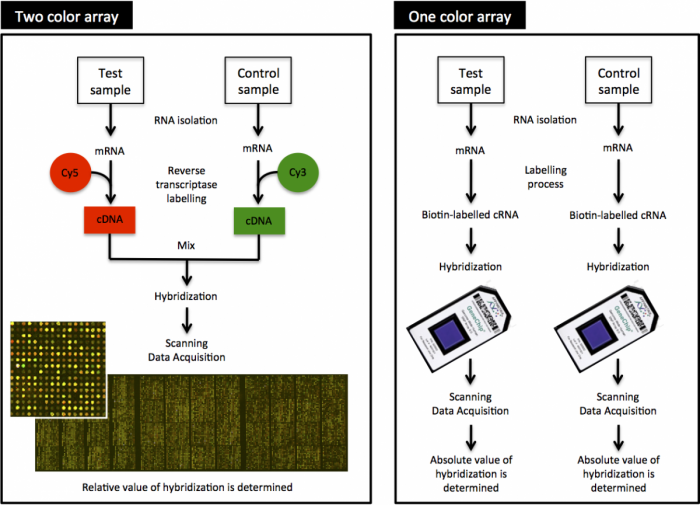 Two color array
Test
sample
Control
sample
RNA isolation
mRNA
mRNA
Cy5
Reverse
transcriptase
labelling
Cy3
cDNA
cDNA
Mix
Hybridization
Scanning
Data Acquisition
Relative value of hybridization is determined
One color array
Test
sample
Control
sample
RNA isolation
mRNA
mRNA
Labelling
process
Biotin-labelled cRNA
Biotin-labelled cRNA
Hybridization
Hybridization
GeneChip
GeneChip
Scanning
Data Acquisition
Scanning
Data Acquisition
Absolute value of
hybridization is
determined
Absolute value of
hybridization is
determined